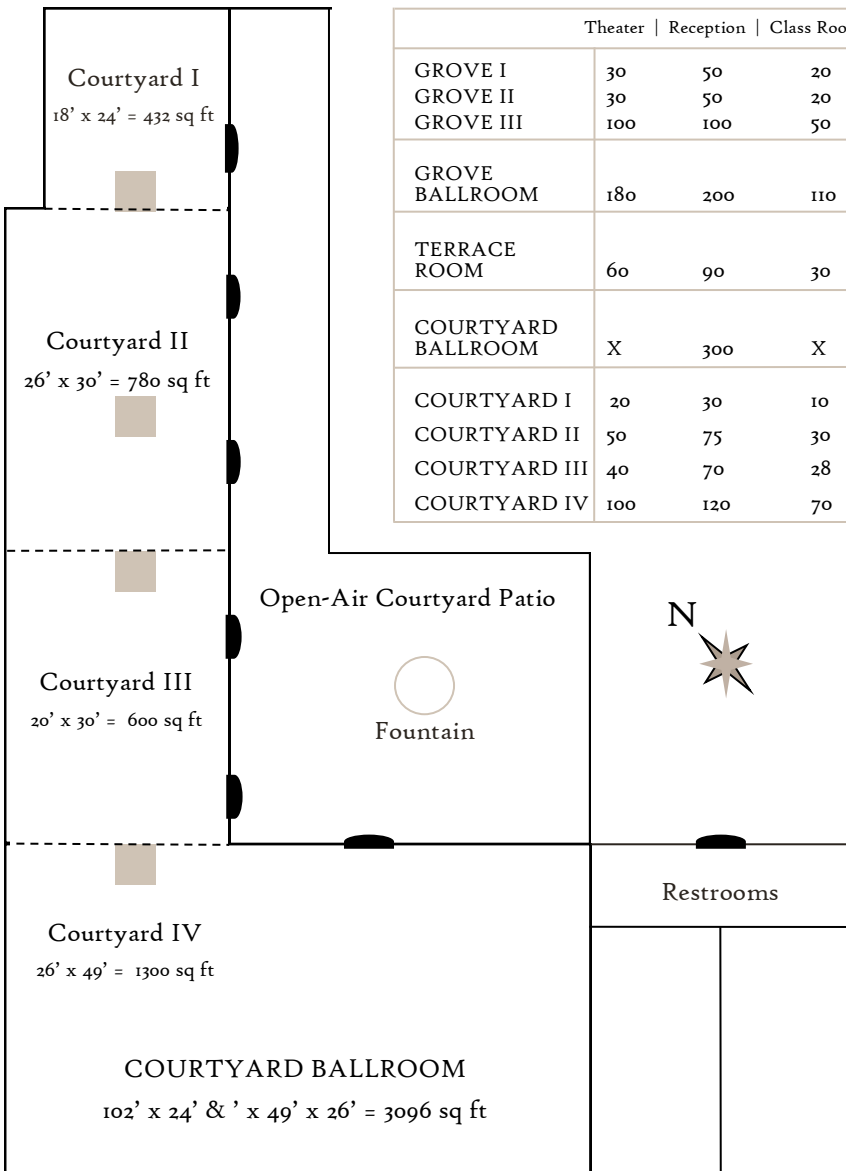 Courtyard I
18’ x 24’ = 432 sq ft
Courtyard II
26’ x 30’ = 780 sq ft
Courtyard III
20’ x 30’ =  600 sq ft
Courtyard IV
26’ x 49’ =  1300 sq ft
COURTYARD BALLROOM
102’ x 24’ & ’ x 49’ x 26’ = 3096 sq ft
Open-Air Courtyard Patio
Fountain
Theater | Reception | Class Roo
GROVE I 30 50 20
GROVE II 30 50 20
GROVE III 100 100 50
GROVE
BALLROOM 180 200 110
TERRACE
ROOM 60 90 30
COURTYARD
BALLROOM X 300 X
COURTYARD I 20 30 10
COURTYARD II 50 75 30
COURTYARD III 40 70 28
COURTYARD IV 100 120 70
N
Restrooms